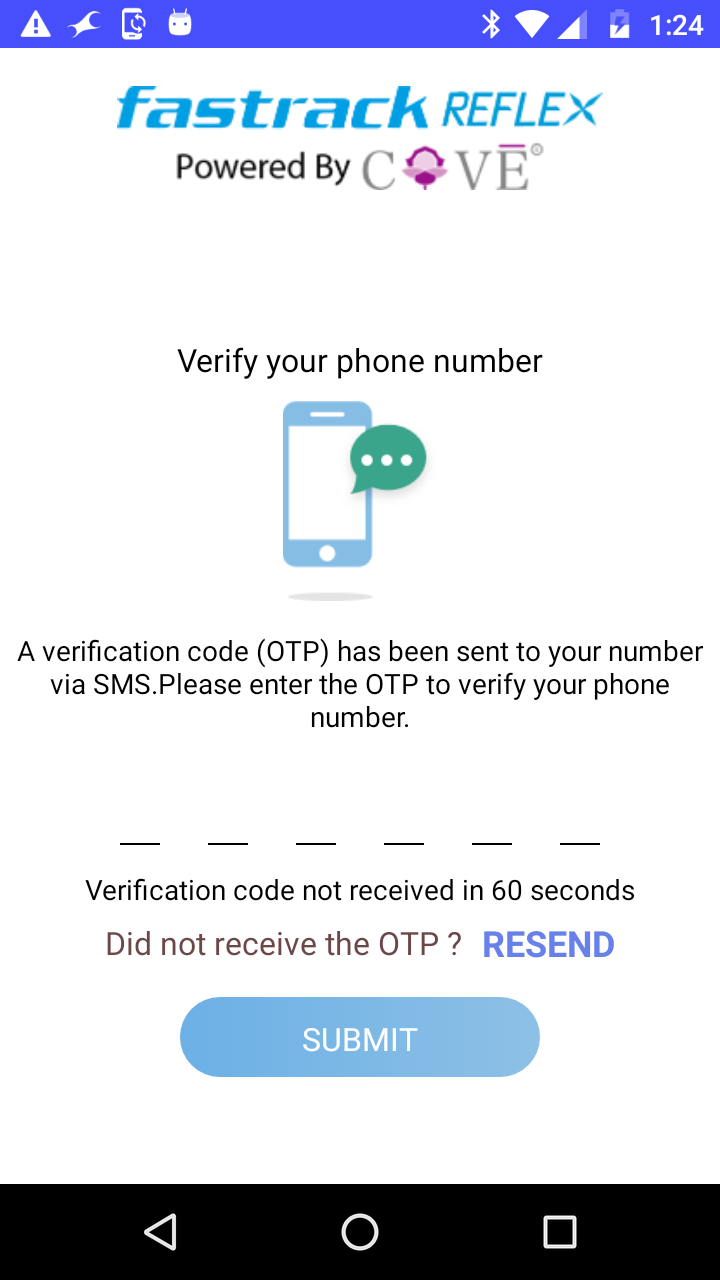 1:24
fastrack REFLEX
Powered By COVE®
Verify your phone number
A verification code (OTP) has been sent to your number
via SMS.Please enter the OTP to verify your phone
number.
Verification code not received in 60 seconds
Did not receive the OTP ? RESEND
SUBMIT